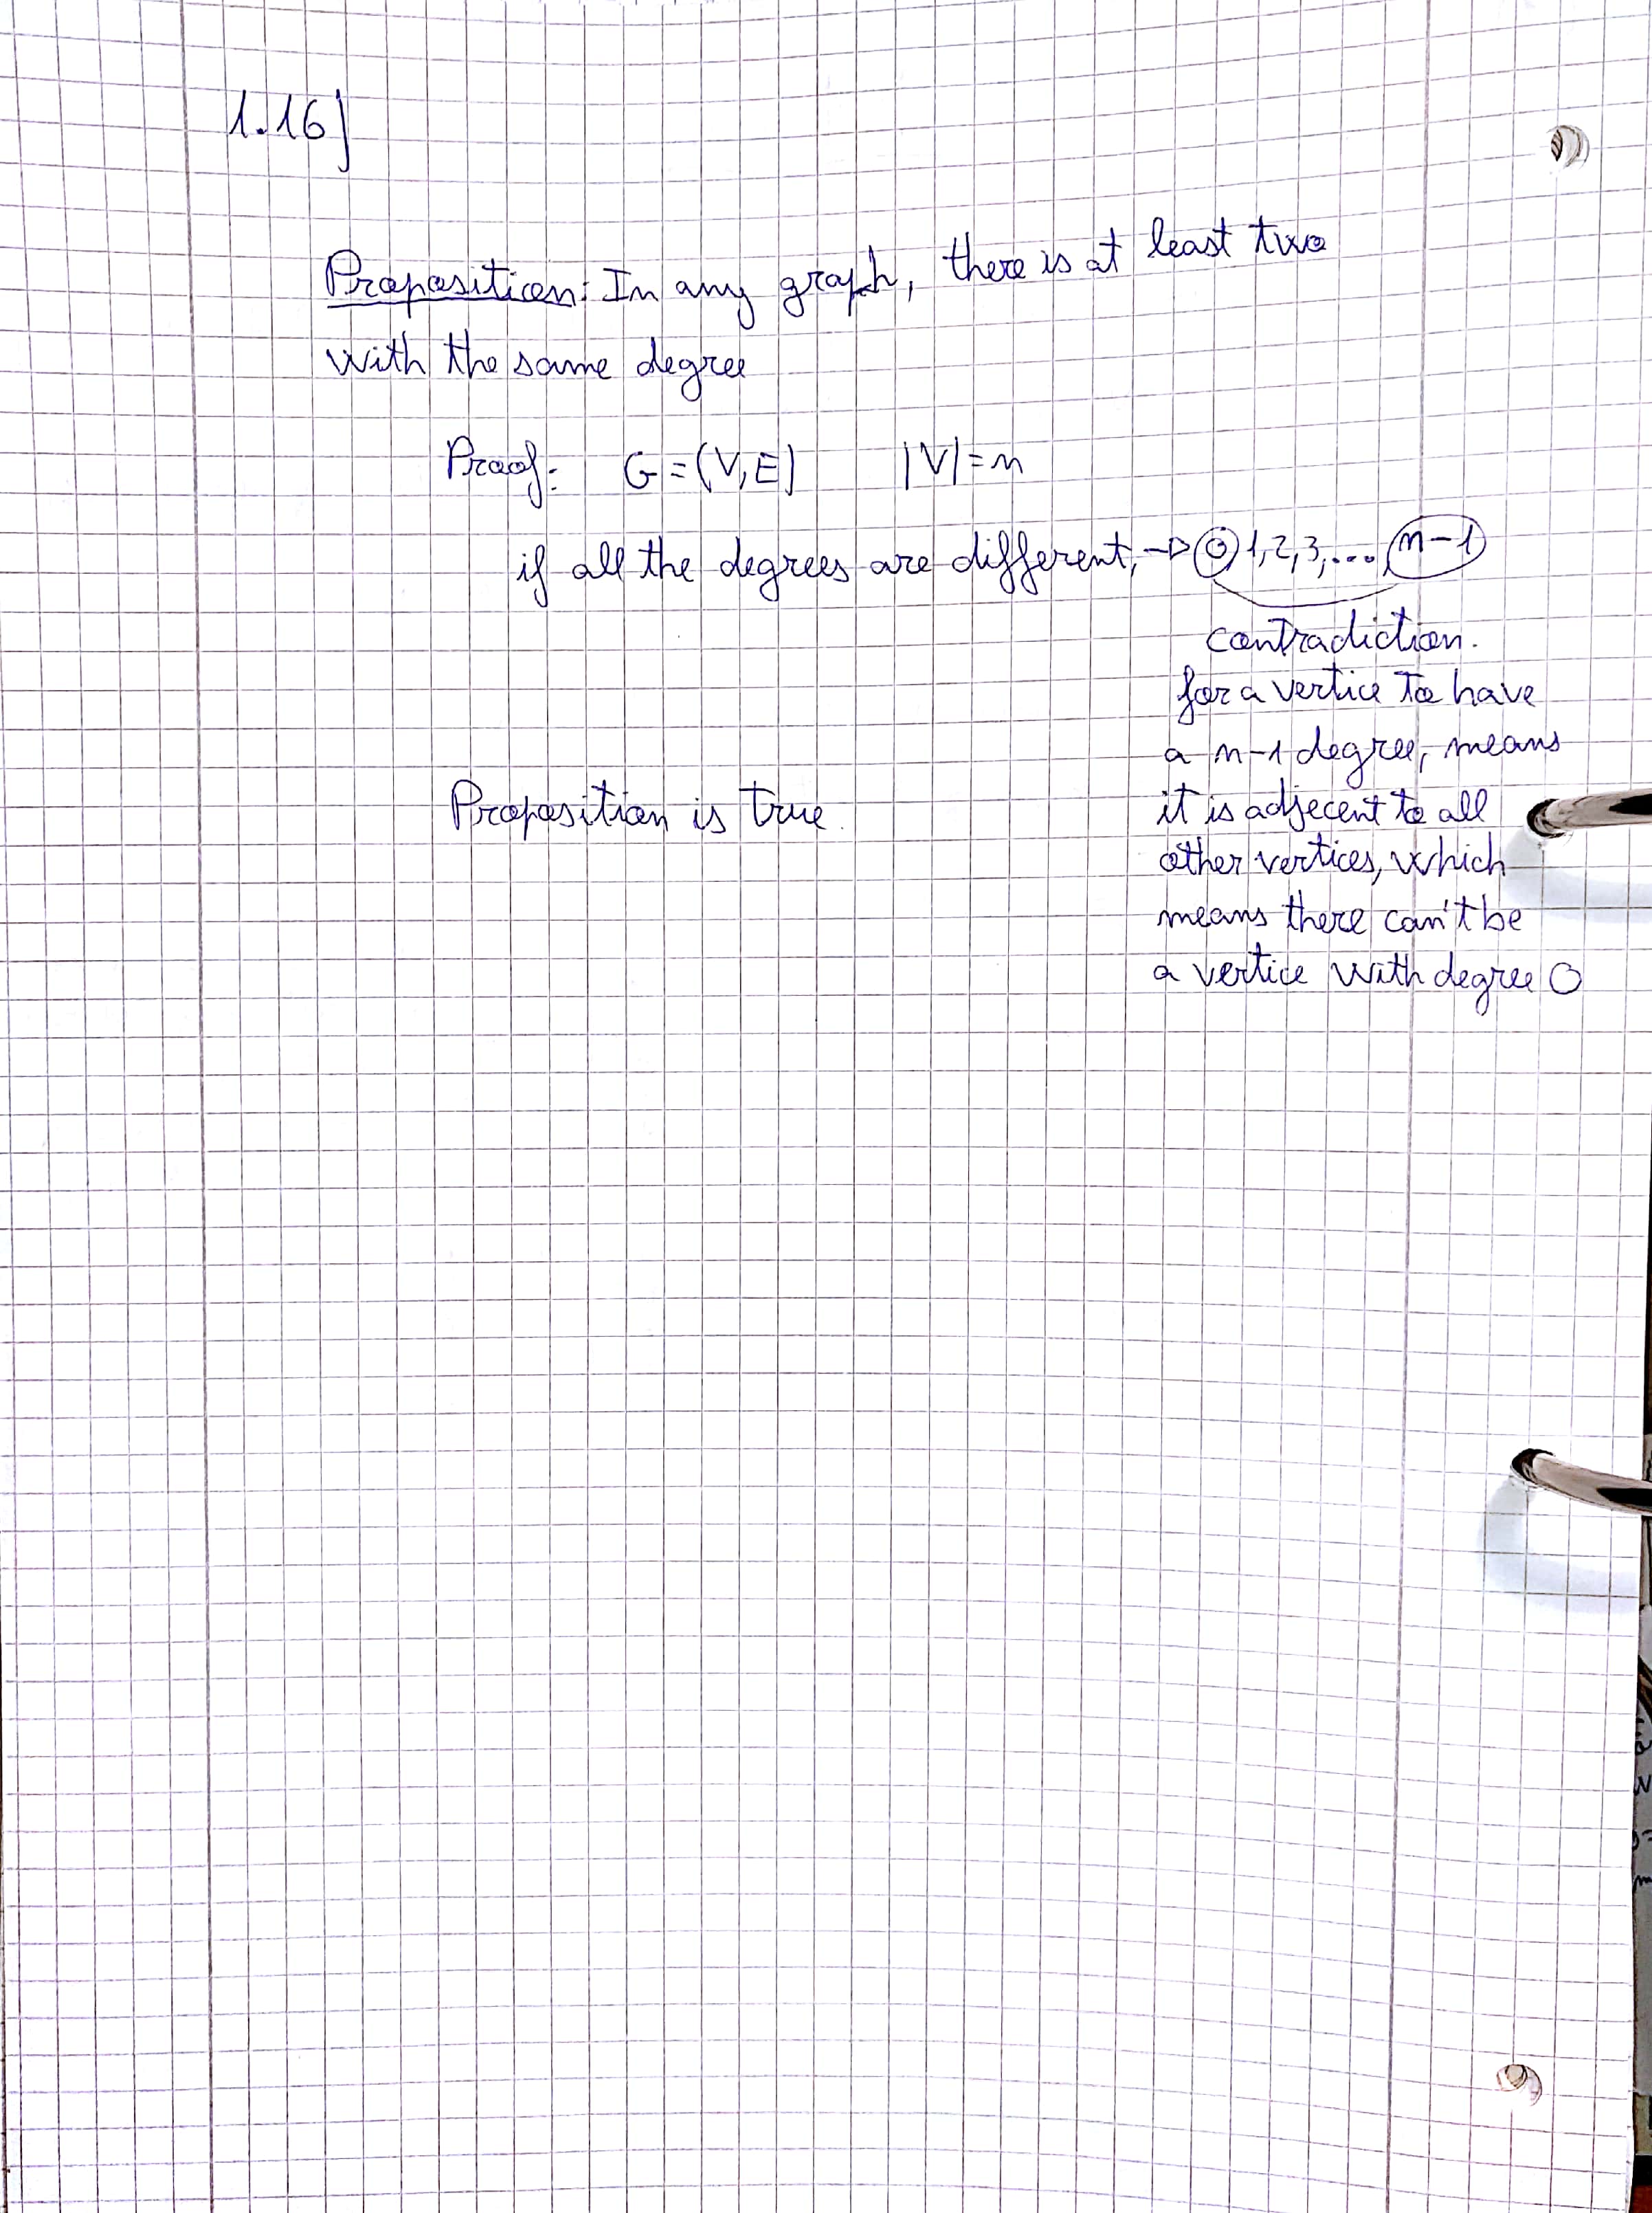 1.16)
Proposition: In any graph, there is at least two
with the same degree
Proof: G = (V, E) |V| = n
if all the degrees are different, → 0, 1, 2, 3, ..., n-1
contradiction.
for a vertice to have
a n-1 degree, means
it is adjecent to all
other vertices, which
means there can't be
a vertice with degree 0
Proposition is true.